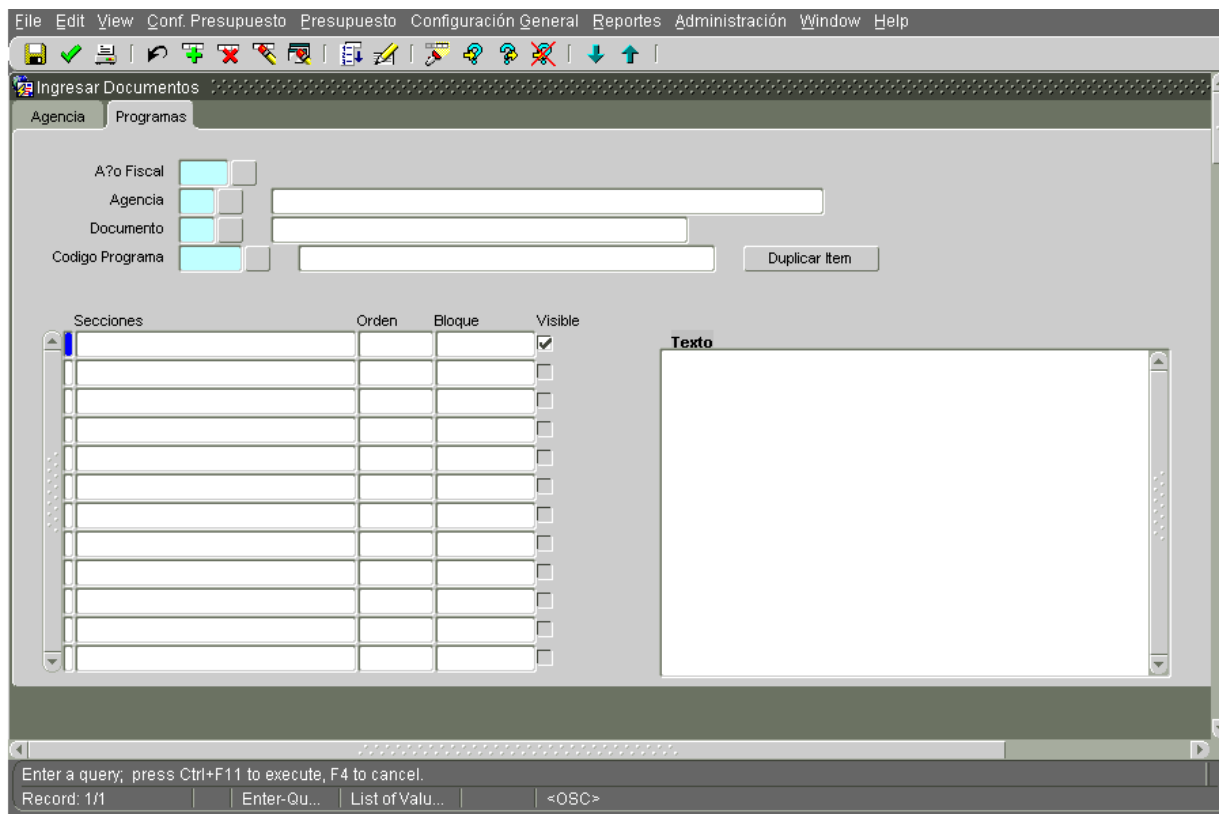 File Edit View Conf. Presupuesto Presupuesto Configuración General Reportes Administración Window Help
Ingresar Documentos
Agencia Programas
A?o Fiscal
Agencia
Documento
Codigo Programa Duplicar Item
Secciones Orden Bloque Visible
Texto
Enter a query; press Ctrl+F11 to execute, F4 to cancel.
Record: 1/1 Enter-Qu... List of Valu... <OSC>